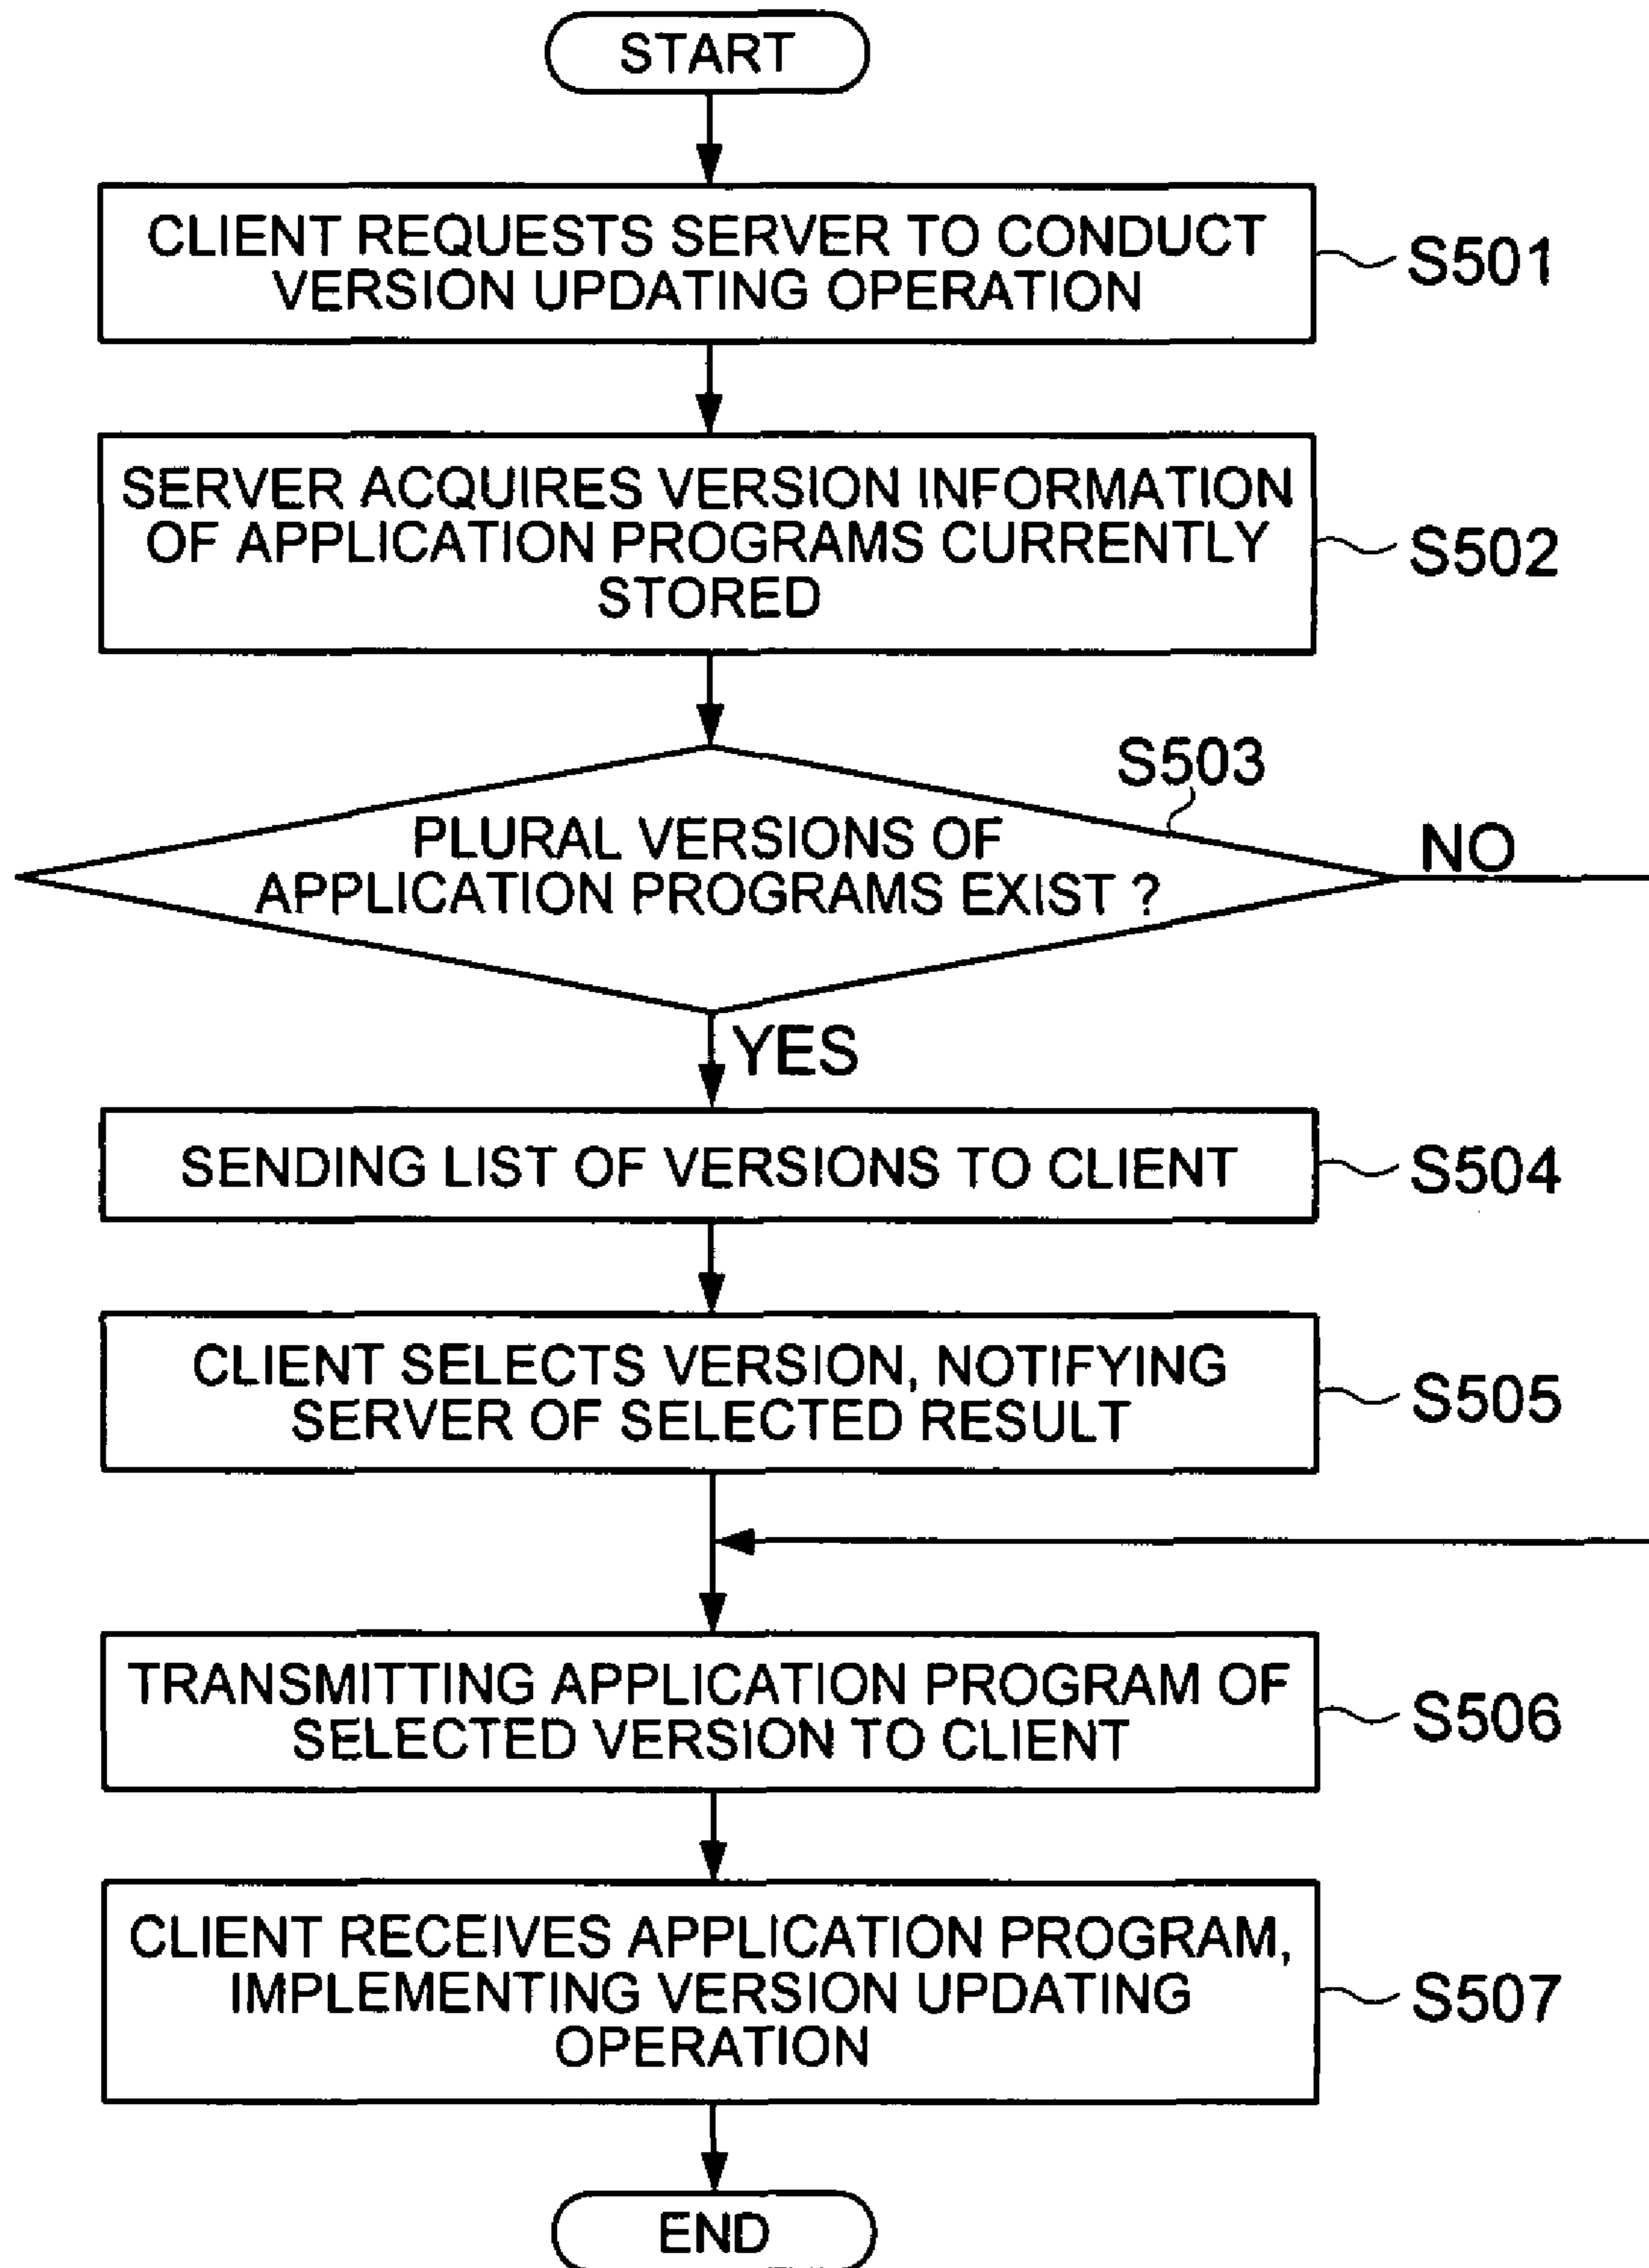 START
CLIENT REQUESTS SERVER TO CONDUCT
VERSION UPDATING OPERATION
S501
SERVER ACQUIRES VERSION INFORMATION
OF APPLICATION PROGRAMS CURRENTLY
STORED
S502
S503
PLURAL VERSIONS OF
APPLICATION PROGRAMS EXIST ?
NO
YES
SENDING LIST OF VERSIONS TO CLIENT
S504
CLIENT SELECTS VERSION, NOTIFYING
SERVER OF SELECTED RESULT
S505
TRANSMITTING APPLICATION PROGRAM OF
SELECTED VERSION TO CLIENT
S506
CLIENT RECEIVES APPLICATION PROGRAM,
IMPLEMENTING VERSION UPDATING
OPERATION
S507
END